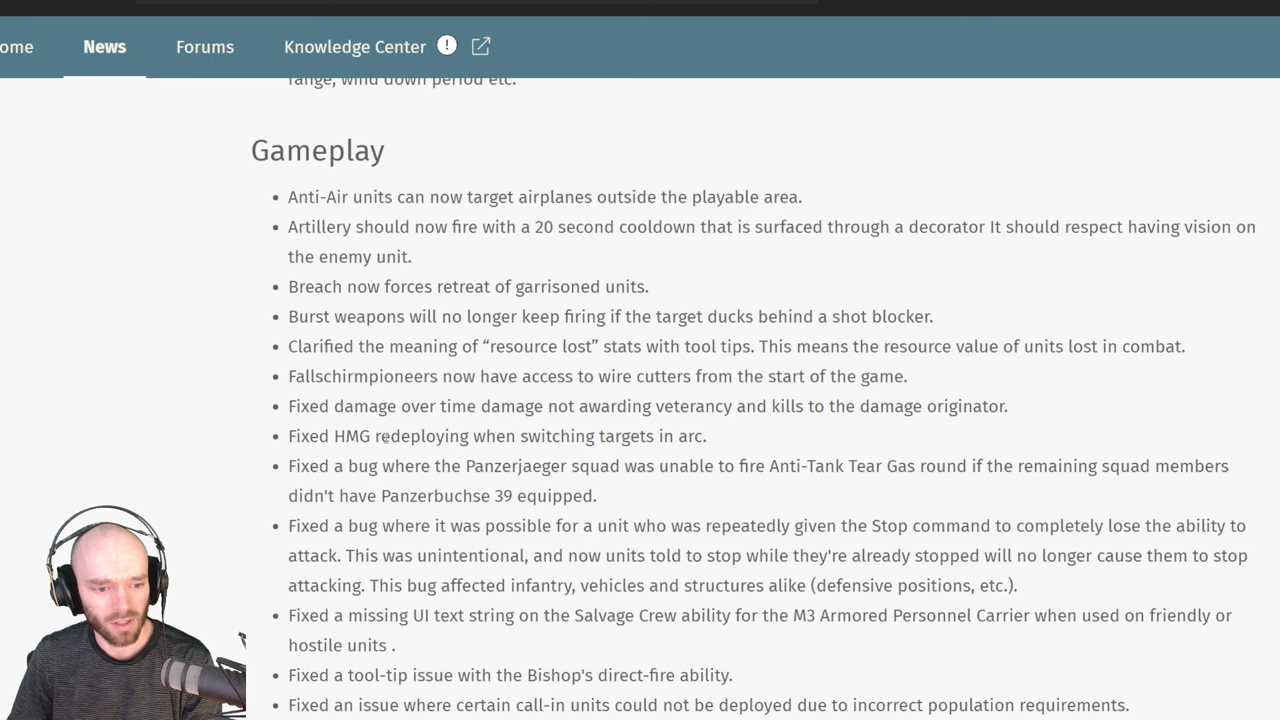 ome News Forums Knowledge Center !
range, wind down period etc.
Gameplay
• Anti-Air units can now target airplanes outside the playable area.
• Artillery should now fire with a 20 second cooldown that is surfaced through a decorator It should respect having vision on
the enemy unit.
• Breach now forces retreat of garrisoned units.
• Burst weapons will no longer keep firing if the target ducks behind a shot blocker.
• Clarified the meaning of “resource lost” stats with tool tips. This means the resource value of units lost in combat.
• Fallschirmpioneers now have access to wire cutters from the start of the game.
• Fixed damage over time damage not awarding veterancy and kills to the damage originator.
• Fixed HMG redeploying when switching targets in arc.
• Fixed a bug where the Panzerjaeger squad was unable to fire Anti-Tank Tear Gas round if the remaining squad members
didn't have Panzerbuchse 39 equipped.
• Fixed a bug where it was possible for a unit who was repeatedly given the Stop command to completely lose the ability to
attack. This was unintentional, and now units told to stop while they're already stopped will no longer cause them to stop
attacking. This bug affected infantry, vehicles and structures alike (defensive positions, etc.).
• Fixed a missing UI text string on the Salvage Crew ability for the M3 Armored Personnel Carrier when used on friendly or
hostile units .
• Fixed a tool-tip issue with the Bishop's direct-fire ability.
• Fixed an issue where certain call-in units could not be deployed due to incorrect population requirements.